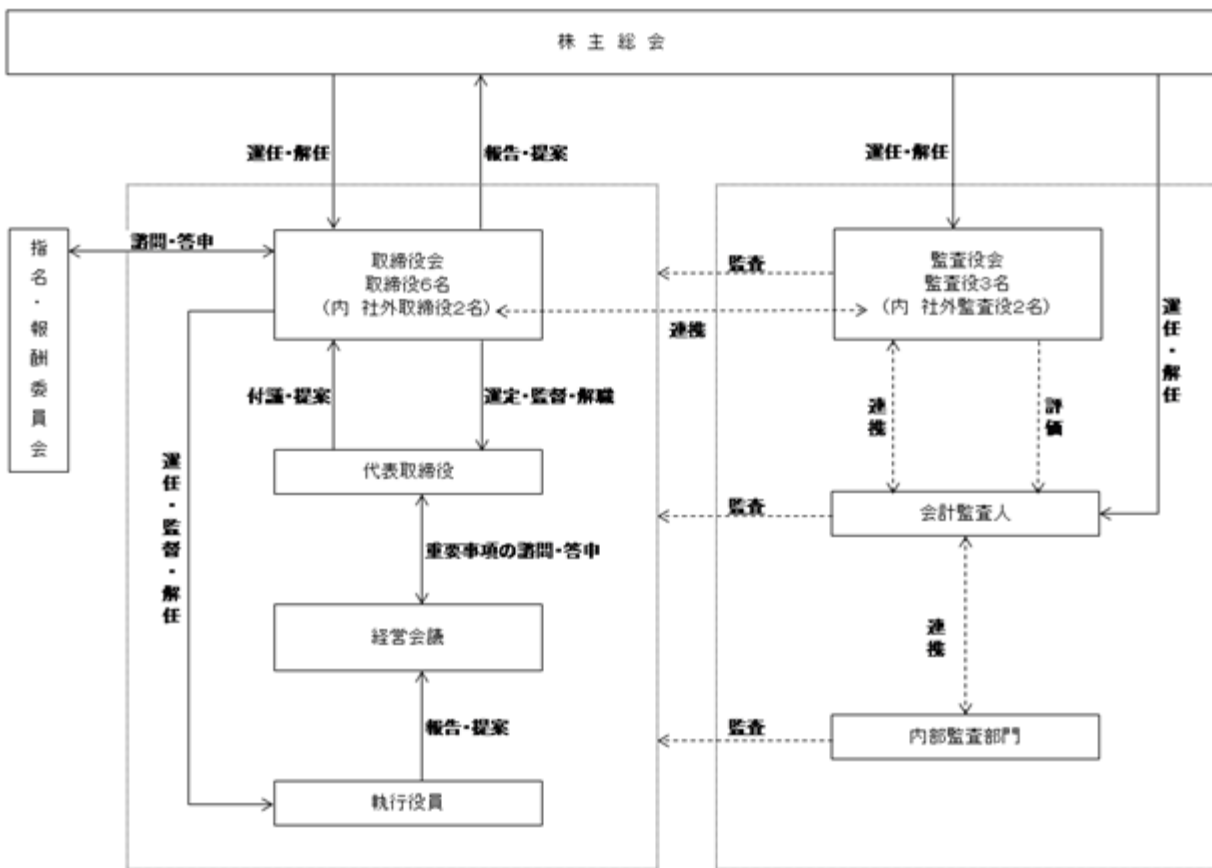 株主総会
選任・解任
報告・提案
選任・解任
選任・解任
指名・報酬委員会
諮問・答申
取締役会
取締役6名
(内 社外取締役2名)
監査
連携
監査役会
監査役3名
(内 社外監査役2名)
付議・提案
選定・監督・解職
連携
評価
選任・監督・解任
代表取締役
監査
会計監査人
重要事項の諮問・答申
経営会議
連携
報告・提案
監査
内部監査部門
執行役員